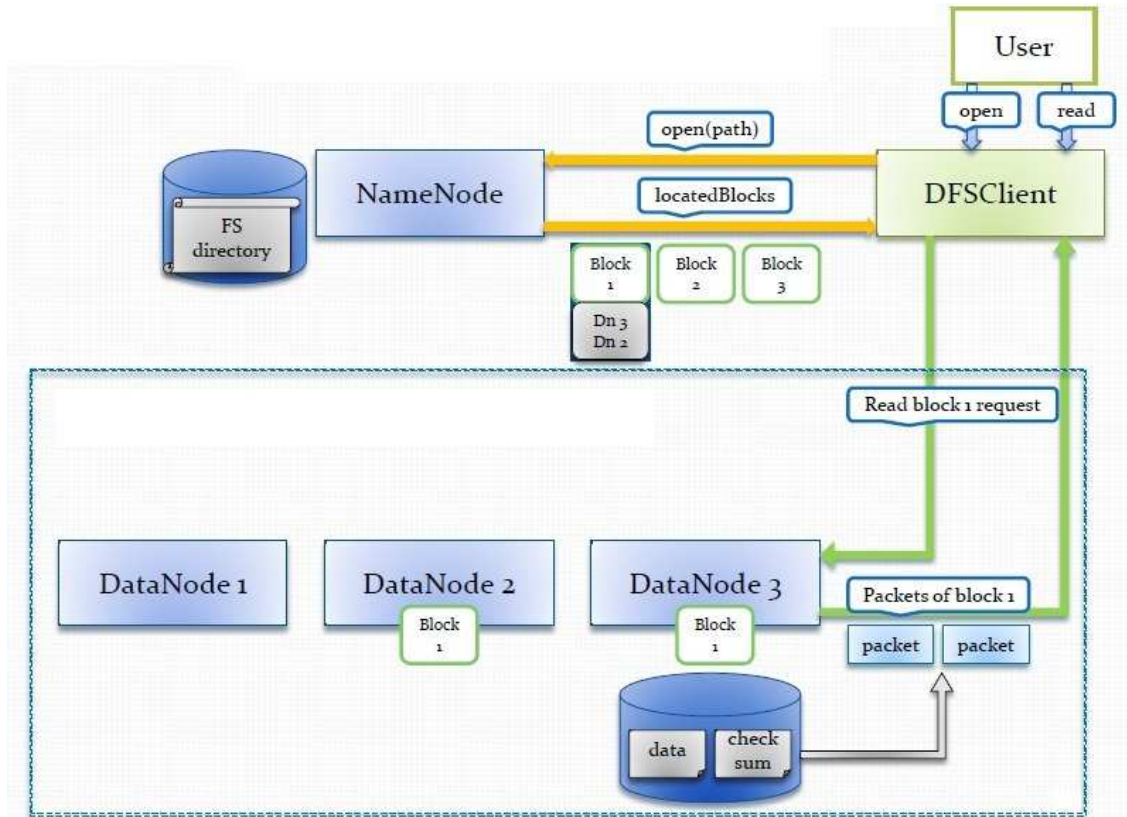 User
open
read
open(path)
NameNode
locatedBlocks
DFSClient
FS
directory
Block
1
Block
2
Block
3
Dn 3
Dn 2
Read block 1 request
DataNode 1
DataNode 2
DataNode 3
Packets of block 1
Block
1
Block
1
packet
packet
data
check
sum